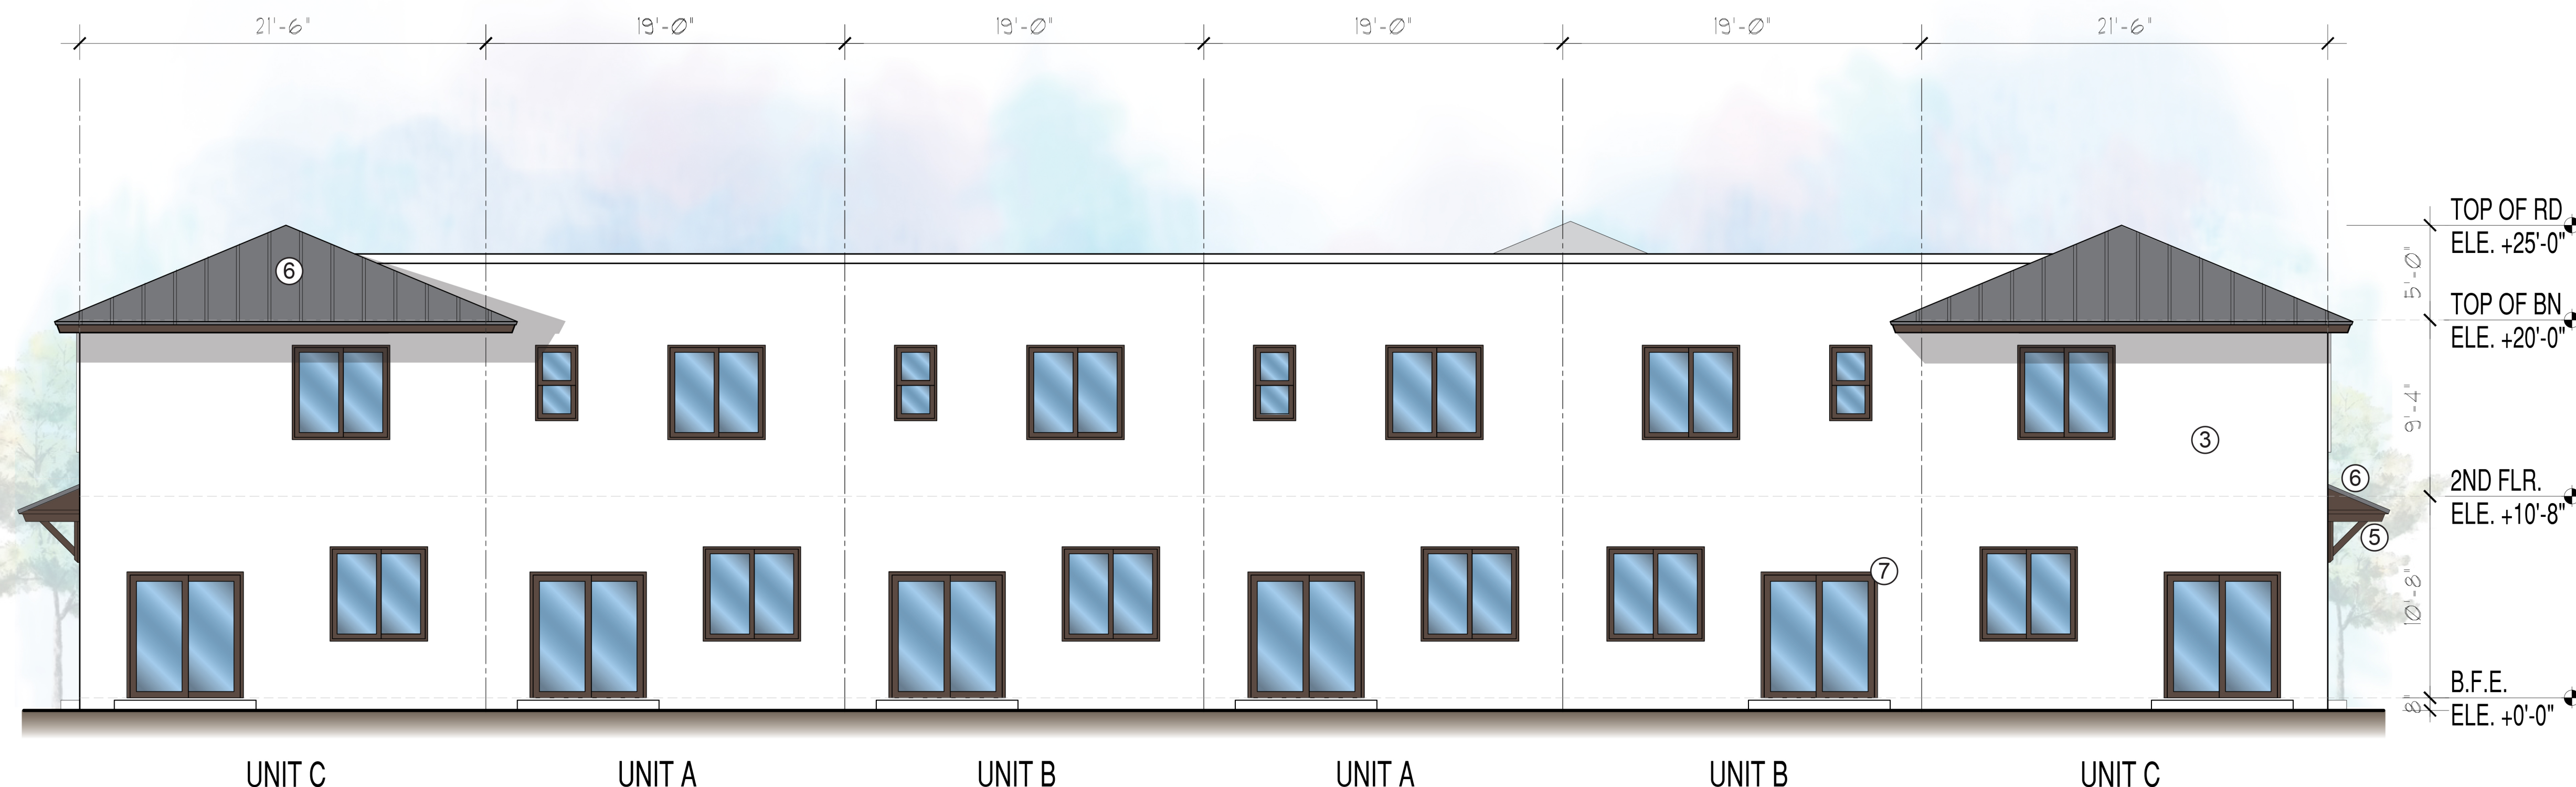 21'-6" 19'-0" 19'-0" 19'-0" 19'-0" 21'-6"
TOP OF RD
ELE. +25'-0"
6
5'-0"
TOP OF BN
ELE. +20'-0"
9'-4"
3
6
2ND FLR.
ELE. +10'-8"
5
7
10'-8"
B.F.E.
8"
ELE. +0'-0"
UNIT C UNIT A UNIT B UNIT A UNIT B UNIT C